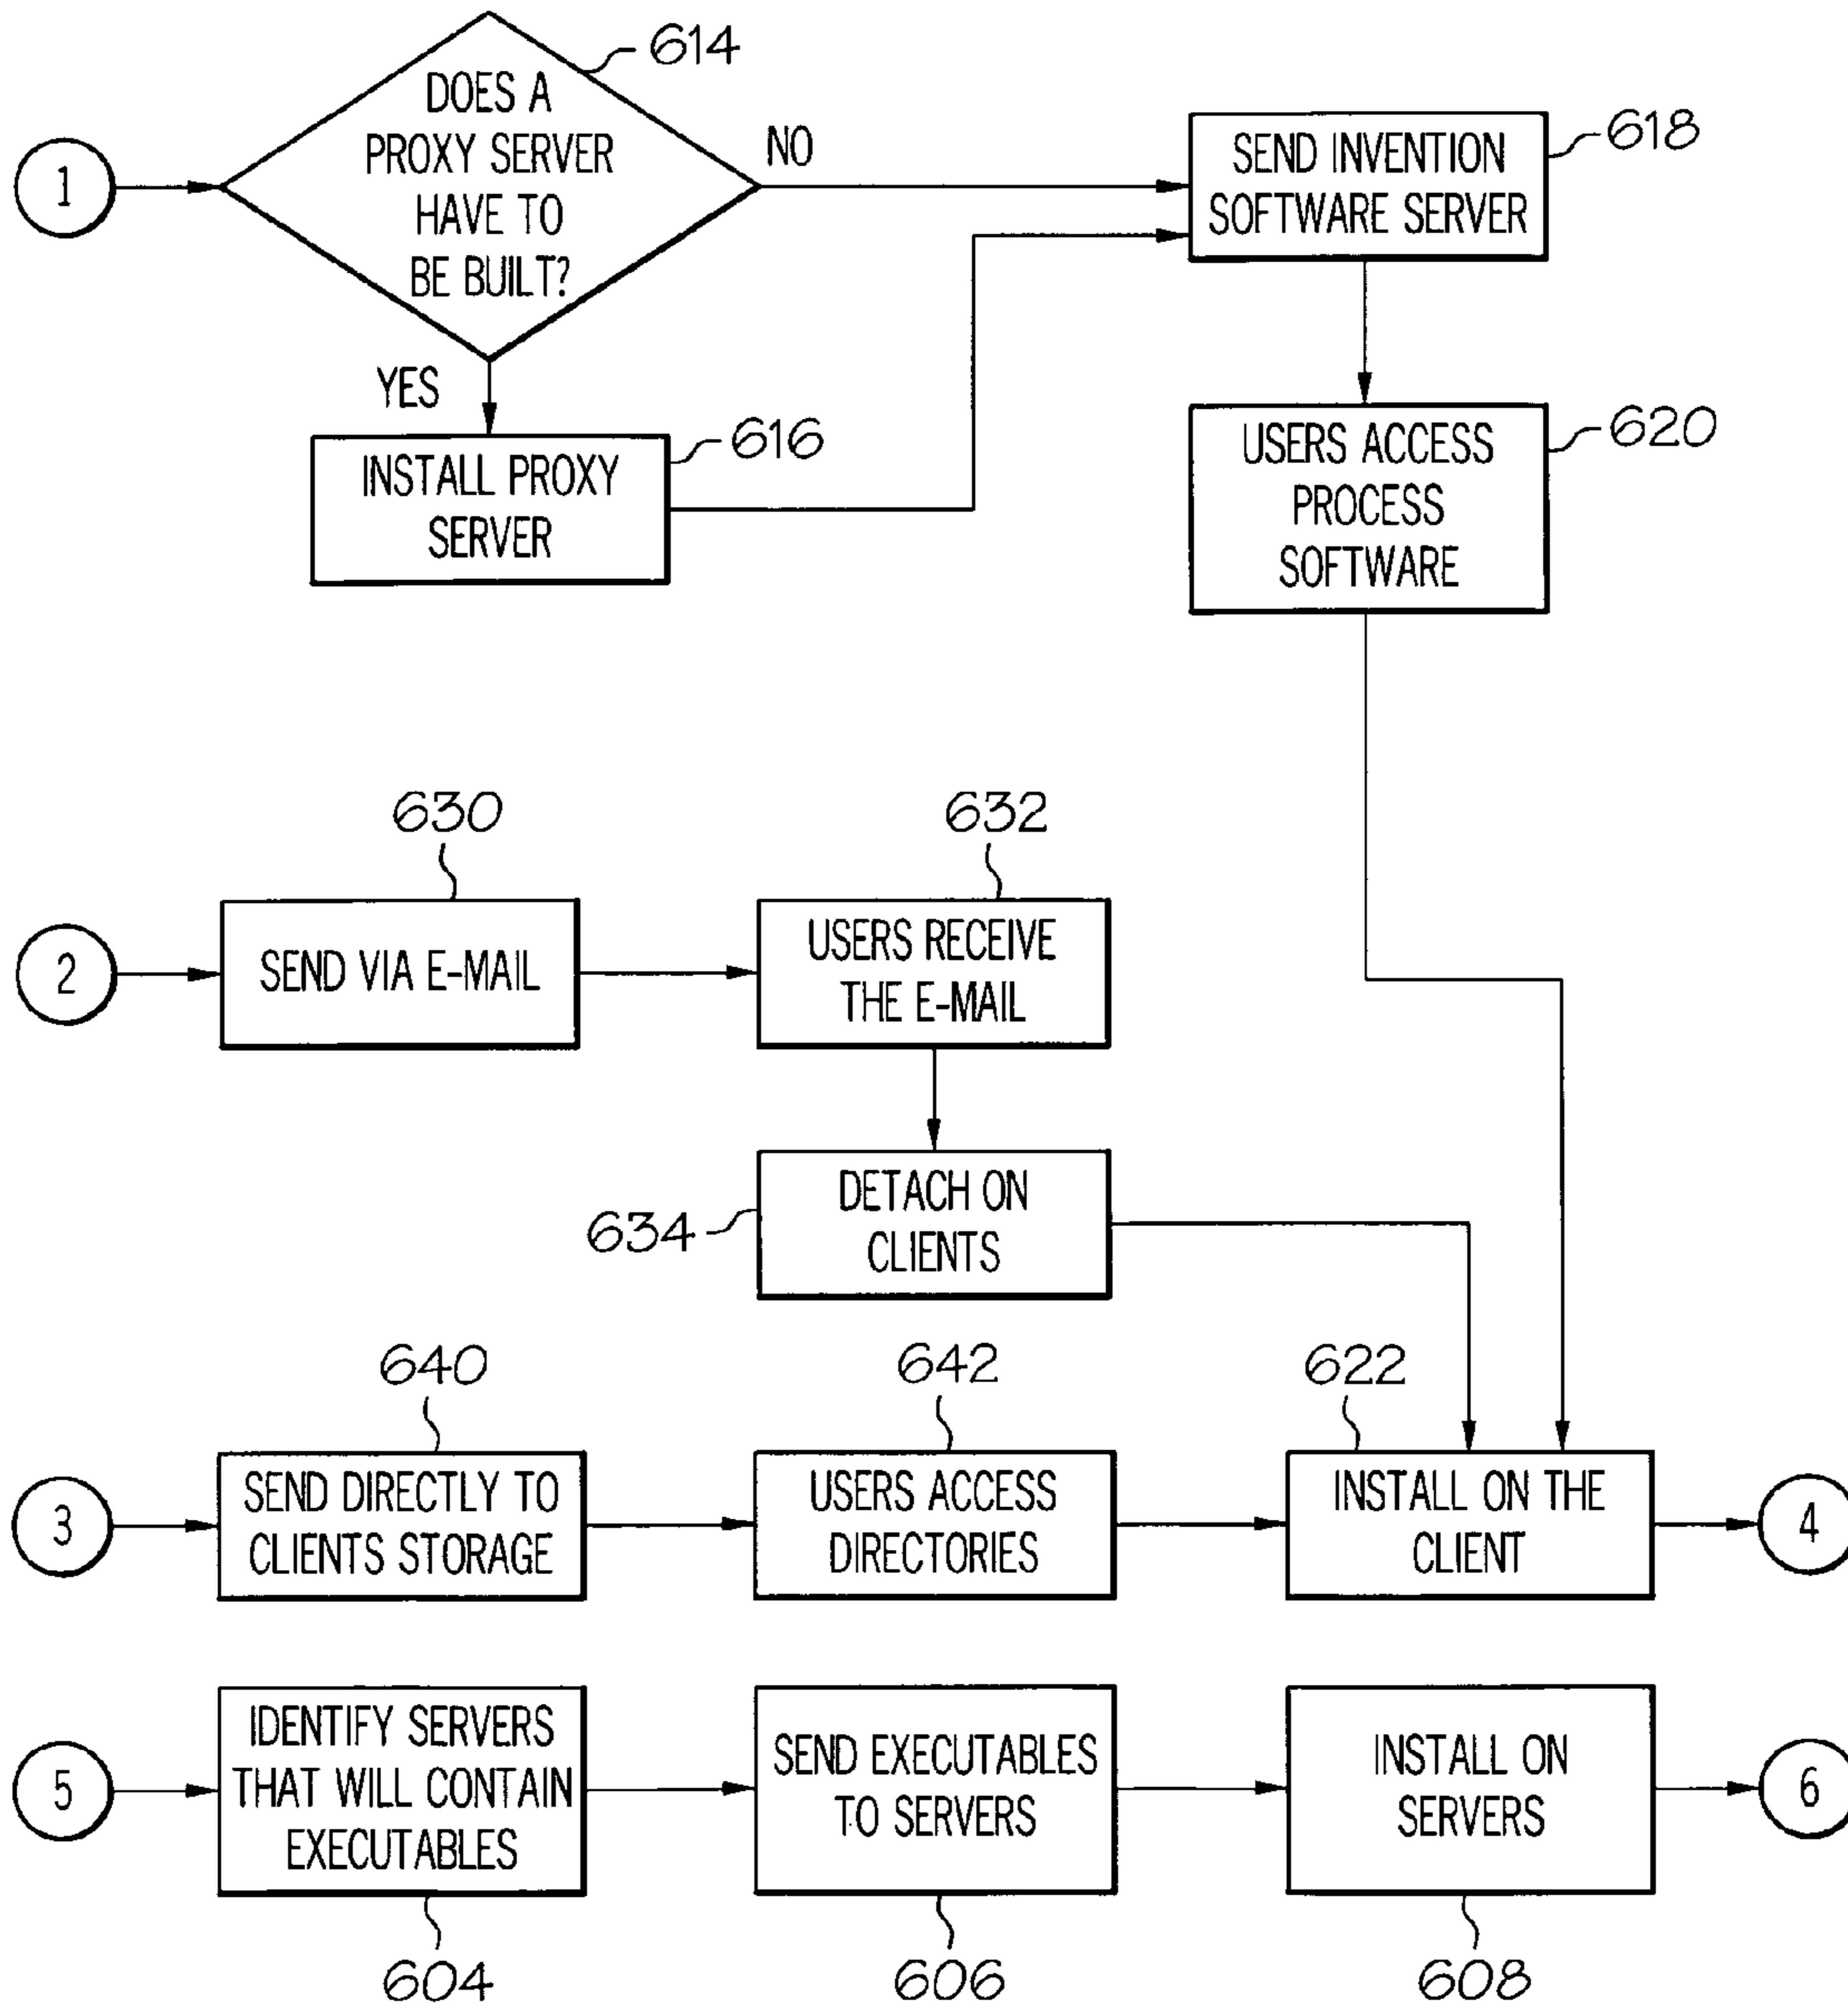 614
DOES A
PROXY SERVER
HAVE TO
BE BUILT?
1
NO
YES
SEND INVENTION
SOFTWARE SERVER
618
616
INSTALL PROXY
SERVER
USERS ACCESS
PROCESS
SOFTWARE
620
630
632
2
SEND VIA E-MAIL
USERS RECEIVE
THE E-MAIL
634
DETACH ON
CLIENTS
640
642
622
3
SEND DIRECTLY TO
CLIENTS STORAGE
USERS ACCESS
DIRECTORIES
INSTALL ON THE
CLIENT
4
5
IDENTIFY SERVERS
THAT WILL CONTAIN
EXECUTABLES
SEND EXECUTABLES
TO SERVERS
INSTALL ON
SERVERS
6
604
606
608